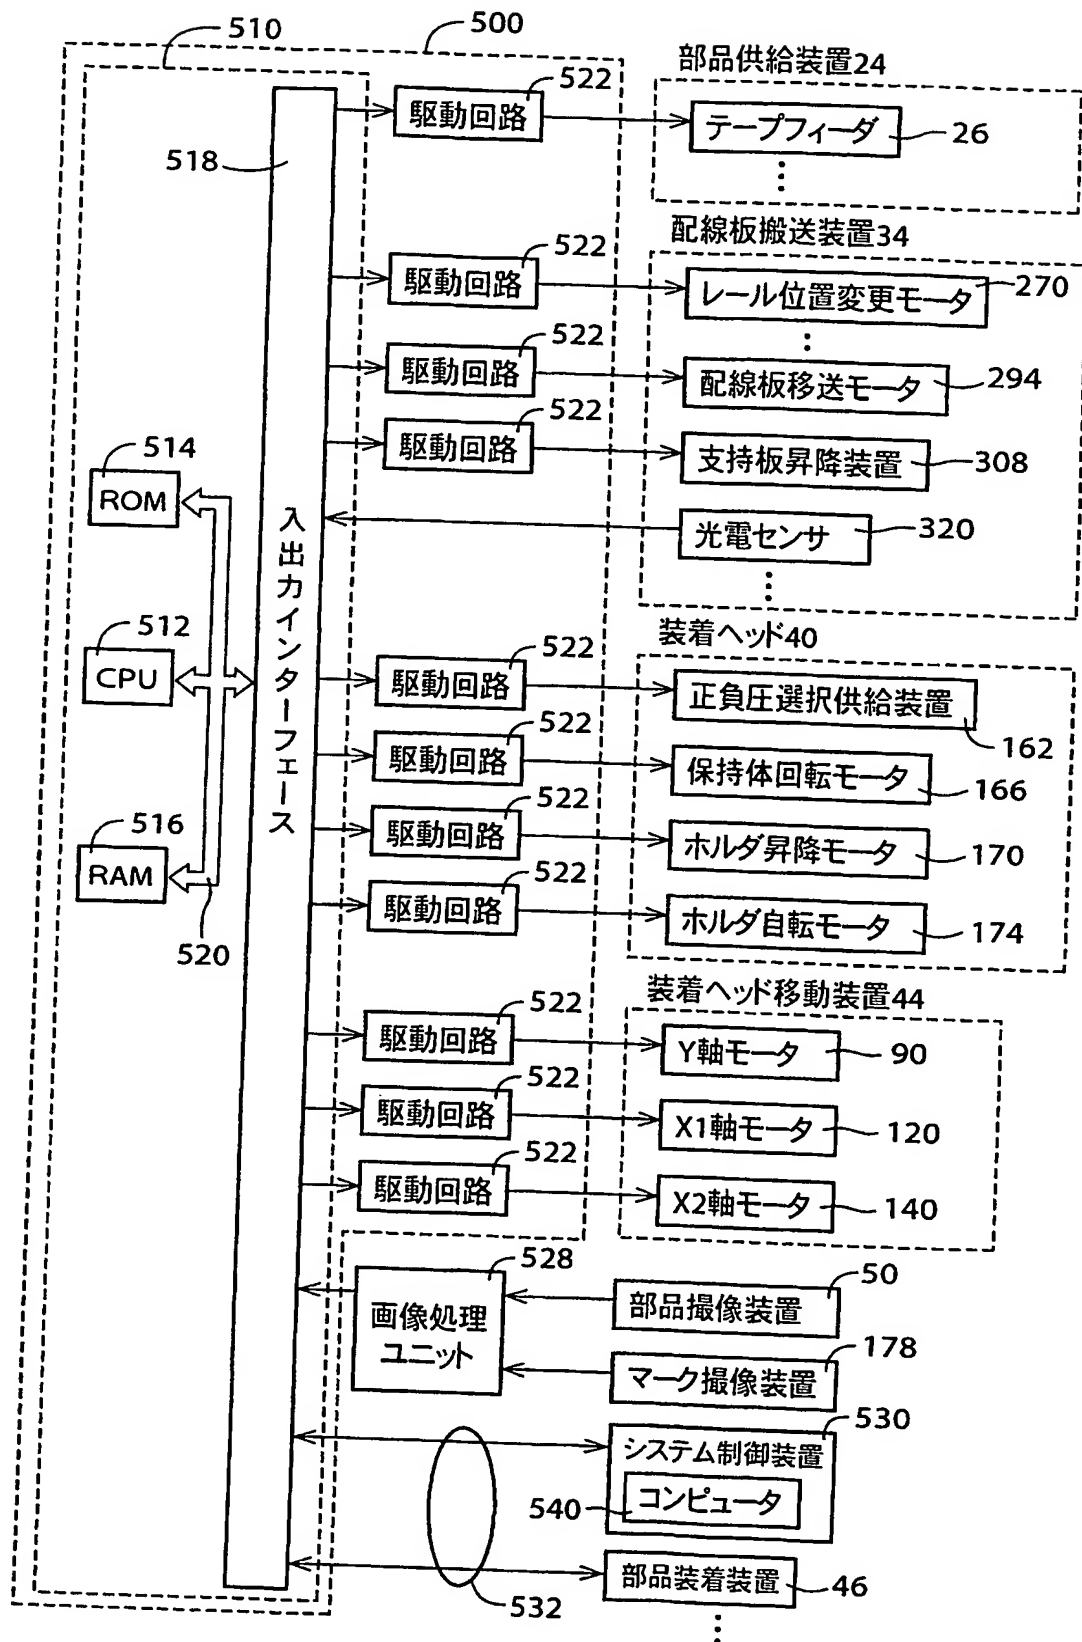 510
500
部品供給装置24
522
駆動回路
テープフィーダ
26
518
配線板搬送装置34
522
駆動回路
レール位置変更モータ
270
522
駆動回路
配線板移送モータ
294
522
駆動回路
支持板昇降装置
308
514
ROM
光電センサ
320
入出力インターフェース
装着ヘッド40
512
CPU
522
駆動回路
正負圧選択供給装置
162
522
駆動回路
保持体回転モータ
166
522
駆動回路
ホルダ昇降モータ
170
516
RAM
522
駆動回路
ホルダ自転モータ
174
520
装着ヘッド移動装置44
522
駆動回路
Y軸モータ
90
522
駆動回路
X1軸モータ
120
522
駆動回路
X2軸モータ
140
528
画像処理
ユニット
50
部品撮像装置
178
マーク撮像装置
530
システム制御装置
コンピュータ
540
部品装着装置
46
532